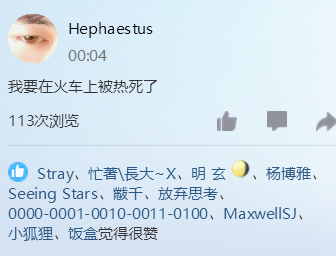 Hephaestus
00:04
我要在火车上被热死了
113次浏览
Stray、忙著\長大~X、明 玄 🌙、杨博雅、
Seeing Stars、黻千、放弃思考、
0000-0001-0010-0011-0100、MaxwellSJ、
小狐狸、饭盒觉得很赞